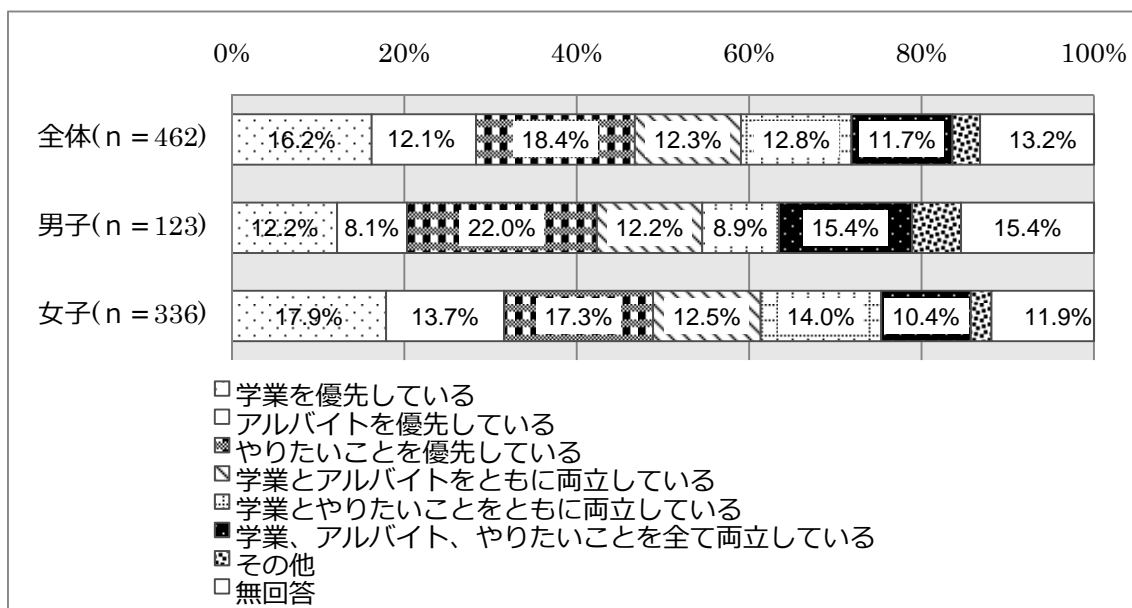 0% 20% 40% 60% 80% 100%
全体(ｎ＝462) 16.2% 12.1% 18.4% 12.3% 12.8% 11.7% 13.2%
男子(ｎ＝123) 12.2% 8.1% 22.0% 12.2% 8.9% 15.4% 15.4%
女子(ｎ＝336) 17.9% 13.7% 17.3% 12.5% 14.0% 10.4% 11.9%
学業を優先している
アルバイトを優先している
やりたいことを優先している
学業とアルバイトをともに両立している
学業とやりたいことをともに両立している
学業、アルバイト、やりたいことを全て両立している
その他
無回答